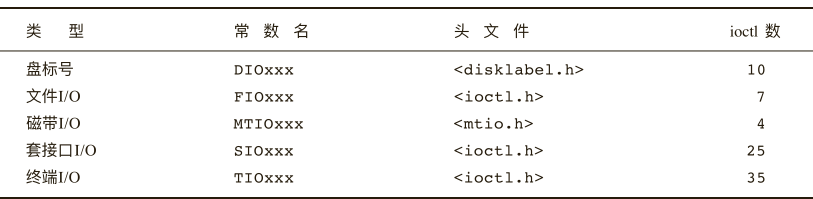 类 型 常 数 名 头 文 件 ioctl 数
盘标号 DIOxxx <disklabel.h> 10
文件I/O FIOxxx <ioctl.h> 7
磁带I/O MTIOxxx <mtio.h> 4
套接口I/O SIOxxx <ioctl.h> 25
终端I/O TIOxxx <ioctl.h> 35